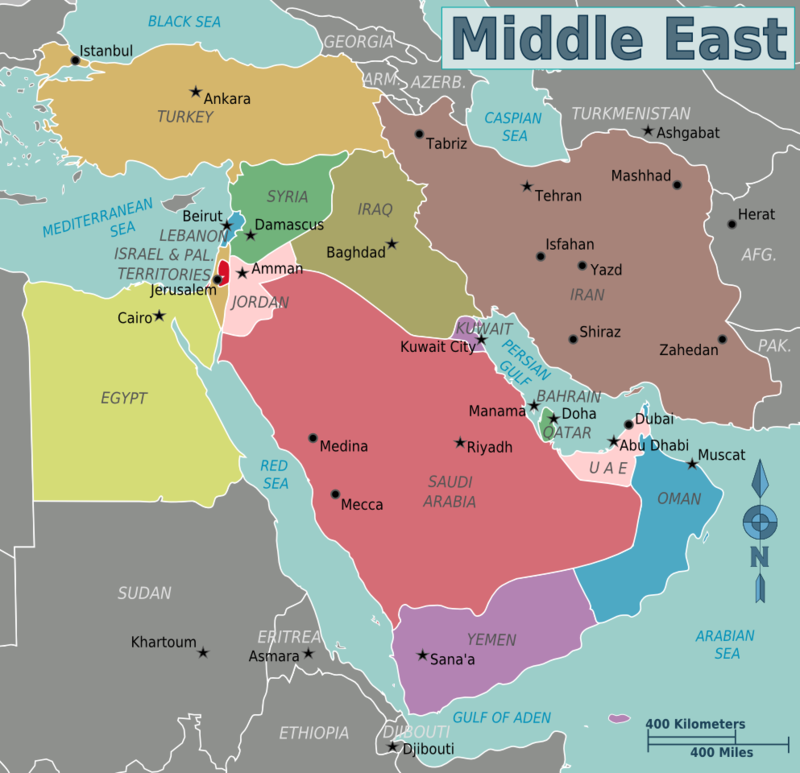 Middle East
BLACK SEA
GEORGIA
Istanbul
ARM.
AZERB.
Ankara
TURKEY
CASPIAN
SEA
TURKMENISTAN
Ashgabat
Tabriz
Mashhad
Tehran
SYRIA
IRAQ
MEDITERRANEAN
SEA
Beirut
Damascus
LEBANON
Herat
Baghdad
Isfahan
AFG.
ISRAEL & PAL.
TERRITORIES
Amman
Yazd
Jerusalem
JORDAN
IRAN
Cairo
KUWAIT
Shiraz
Kuwait City
PERSIAN
GULF
Zahedan
PAK.
EGYPT
BAHRAIN
Manama
Doha
Dubai
QATAR
Medina
Riyadh
Abu Dhabi
Muscat
RED
SEA
U A E
SAUDI
ARABIA
Mecca
OMAN
N
SUDAN
Khartoum
ERITREA
Asmara
YEMEN
Sana'a
ARABIAN
SEA
ETHIOPIA
DJIBOUTI
Djibouti
GULF OF ADEN
400 Kilometers
400 Miles